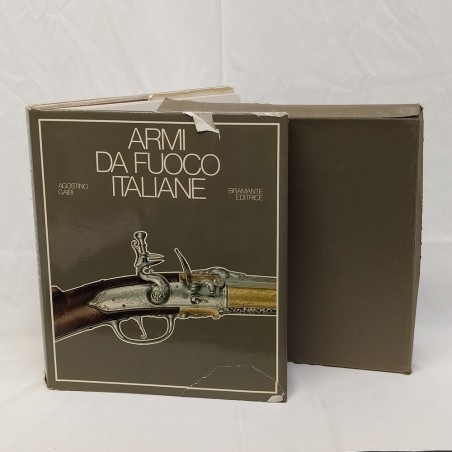 ARMI
DA FUOCO
ITALIANE
AGOSTINO
GAIBI
BRAMANTE
EDITRICE